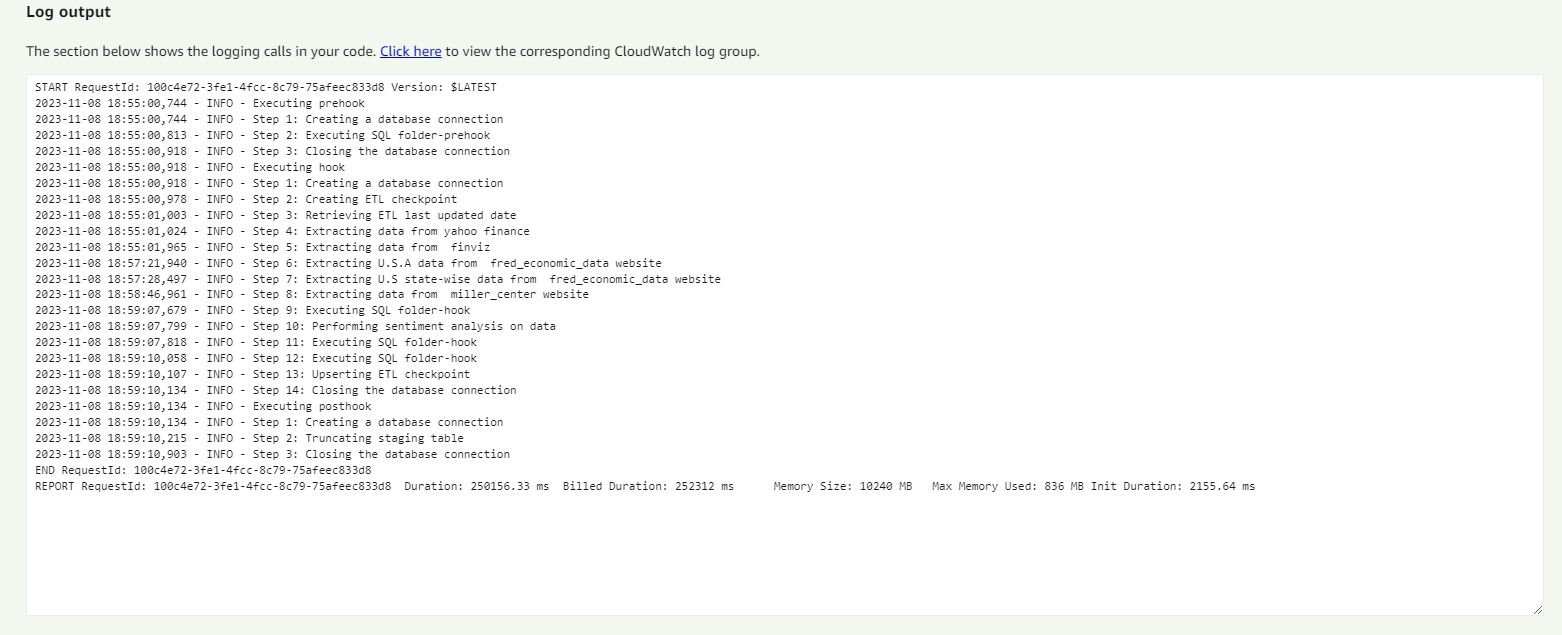 Log output
The section below shows the logging calls in your code. Click here to view the corresponding CloudWatch log group.
START RequestId: 100c4e72-3fe1-4fcc-8c79-75afeec833d8 Version: $LATEST
2023-11-08 18:55:00,744 - INFO - Executing prehook
2023-11-08 18:55:00,744 - INFO - Step 1: Creating a database connection
2023-11-08 18:55:00,813 - INFO - Step 2: Executing SQL folder-prehook
2023-11-08 18:55:00,918 - INFO - Step 3: Closing the database connection
2023-11-08 18:55:00,918 - INFO - Executing hook
2023-11-08 18:55:00,918 - INFO - Step 1: Creating a database connection
2023-11-08 18:55:00,978 - INFO - Step 2: Creating ETL checkpoint
2023-11-08 18:55:01,003 - INFO - Step 3: Retrieving ETL last updated date
2023-11-08 18:55:01,024 - INFO - Step 4: Extracting data from yahoo finance
2023-11-08 18:55:01,965 - INFO - Step 5: Extracting data from  finviz
2023-11-08 18:57:21,940 - INFO - Step 6: Extracting U.S.A data from  fred_economic_data website
2023-11-08 18:57:28,497 - INFO - Step 7: Extracting U.S state-wise data from  fred_economic_data website
2023-11-08 18:58:46,961 - INFO - Step 8: Extracting data from  miller_center website
2023-11-08 18:59:07,679 - INFO - Step 9: Executing SQL folder-hook
2023-11-08 18:59:07,799 - INFO - Step 10: Performing sentiment analysis on data
2023-11-08 18:59:07,818 - INFO - Step 11: Executing SQL folder-hook
2023-11-08 18:59:10,058 - INFO - Step 12: Executing SQL folder-hook
2023-11-08 18:59:10,107 - INFO - Step 13: Upserting ETL checkpoint
2023-11-08 18:59:10,134 - INFO - Step 14: Closing the database connection
2023-11-08 18:59:10,134 - INFO - Executing posthook
2023-11-08 18:59:10,134 - INFO - Step 1: Creating a database connection
2023-11-08 18:59:10,215 - INFO - Step 2: Truncating staging table
2023-11-08 18:59:10,903 - INFO - Step 3: Closing the database connection
END RequestId: 100c4e72-3fe1-4fcc-8c79-75afeec833d8
REPORT RequestId: 100c4e72-3fe1-4fcc-8c79-75afeec833d8  Duration: 250156.33 ms  Billed Duration: 252312 ms      Memory Size: 10240 MB   Max Memory Used: 836 MB Init Duration: 2155.64 ms